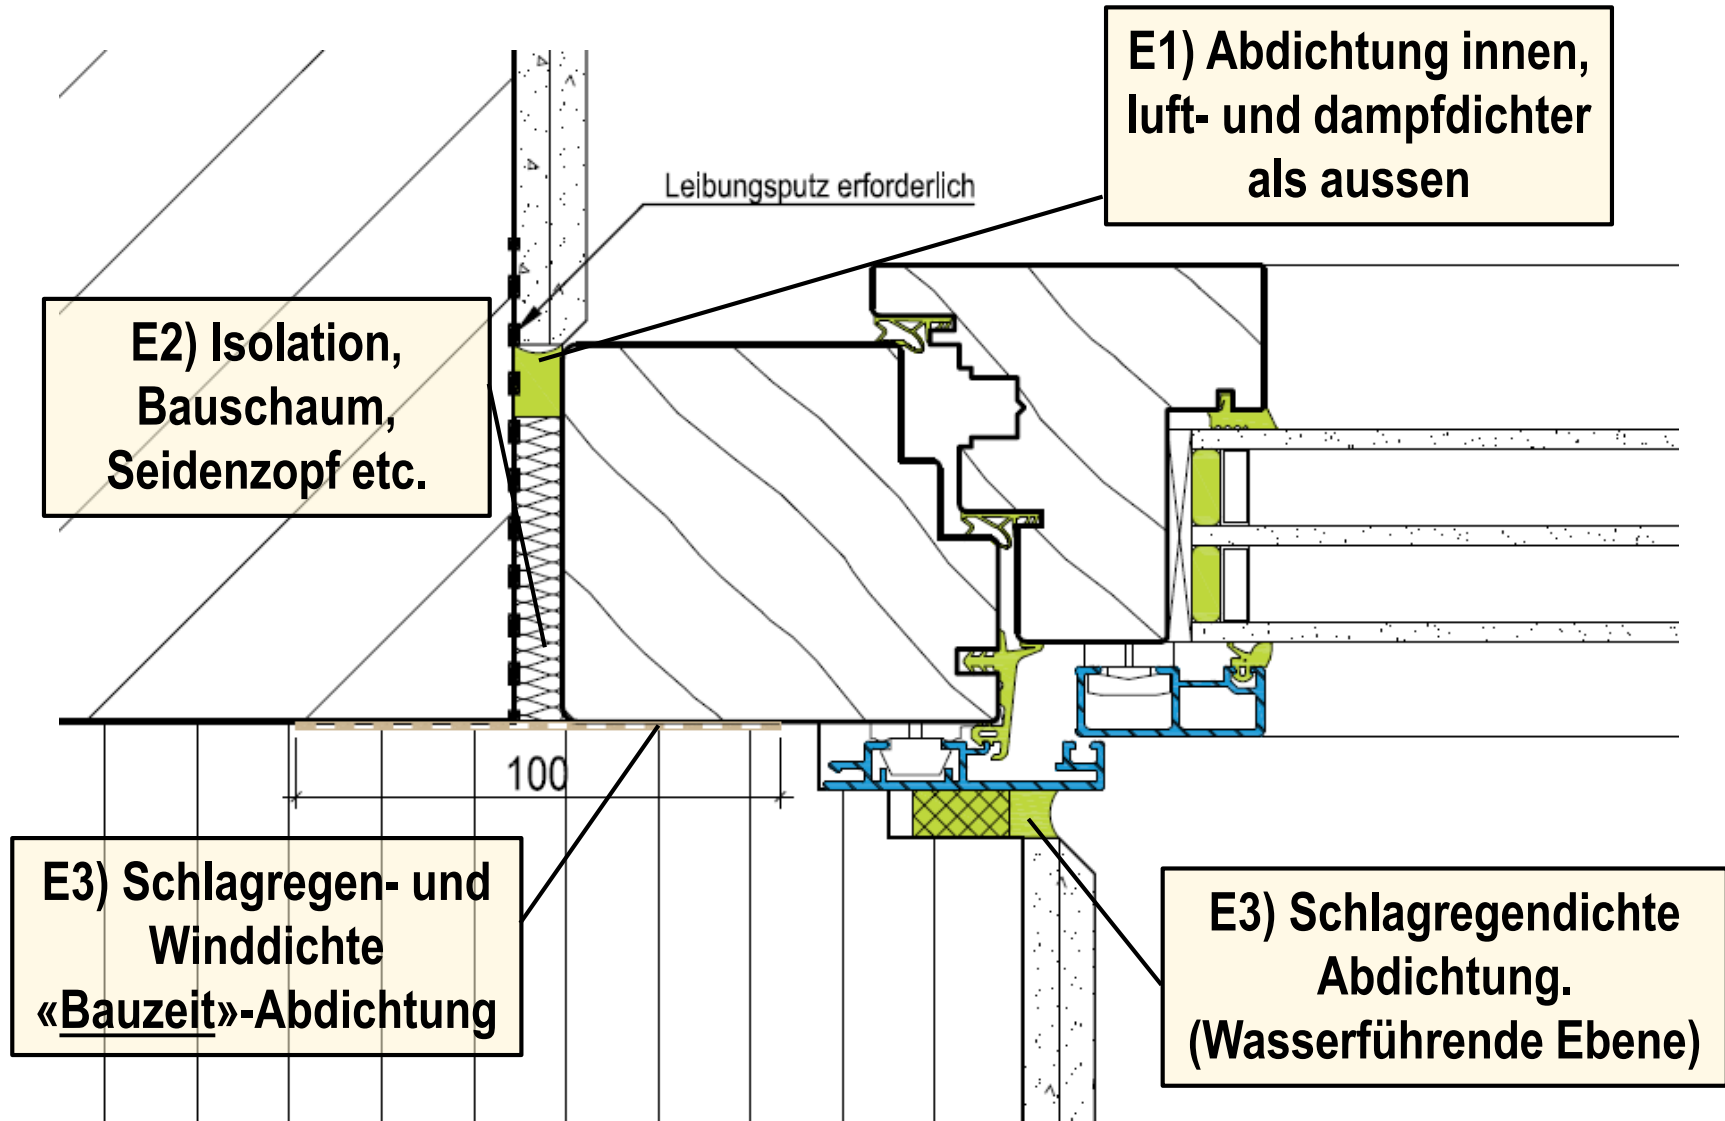 E1) Abdichtung innen,
luft- und dampfdichter
als aussen
Leibungsputz erforderlich
E2) Isolation,
Bauschaum,
Seidenzopf etc.
100
E3) Schlagregen- und
Winddichte
«Bauzeit»-Abdichtung
E3) Schlagregendichte
Abdichtung.
(Wasserführende Ebene)